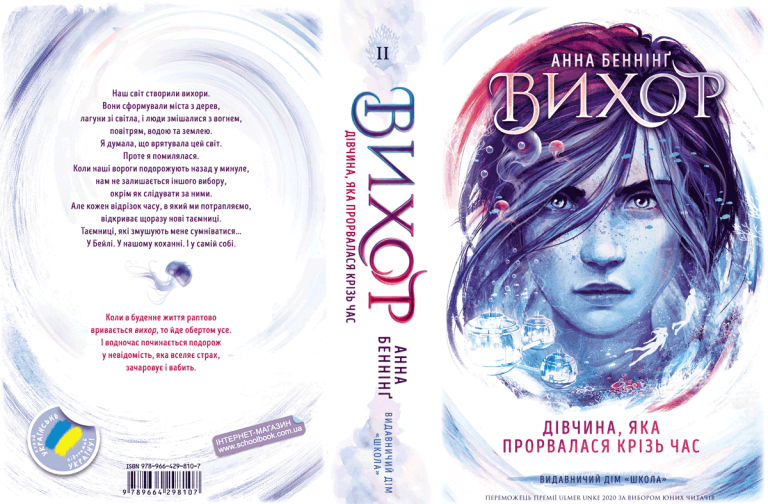 Наш світ створили вихори.
Вони сформували міста з дерев,
лагуни зі світла, і люди змішалися з вогнем,
повітрям, водою та землею.
Я думала, що врятувала цей світ.
Проте я помилялася.
Коли наші вороги подорожують назад у минуле,
нам не залишається іншого вибору,
окрім як слідувати за ними.
Але кожен відрізок часу, в який ми потрапляємо,
відкриває щоразу нові таємниці.
Таємниці, які змушують мене сумніватися...
У Бейлі. У нашому коханні. І у самій собі.
Коли в буденне життя раптово
вривається вихор, то йде обертом усе.
І водночас починається подорож
у невідомість, яка вселяє страх,
зачаровує і вабить.
УКРАЇНСЬКЕ
УКРАЇНЦІ!
ІНТЕРНЕТ-МАГАЗИН
www.schoolbook.com.ua
ISBN 978-966-429-810-7
9 789664 298107
II
ВИХОР
ДІВЧИНА, ЯКА ПРОРВАЛАСЯ КРІЗЬ ЧАС
АННА
БЕННІНҐ
ВИДАВНИЧИЙ ДІМ
«ШКОЛА»
АННА БЕННІНҐ
ВИХОР
ДІВЧИНА, ЯКА
ПРОРВАЛАСЯ КРІЗЬ ЧАС
ВИДАВНИЧИЙ ДІМ «ШКОЛА»
ПЕРЕМОЖЕЦЬ ПРЕМІЇ ULMER UNKE 2020 ЗА ВИБОРОМ ЮНИХ ЧИТАЧІВ